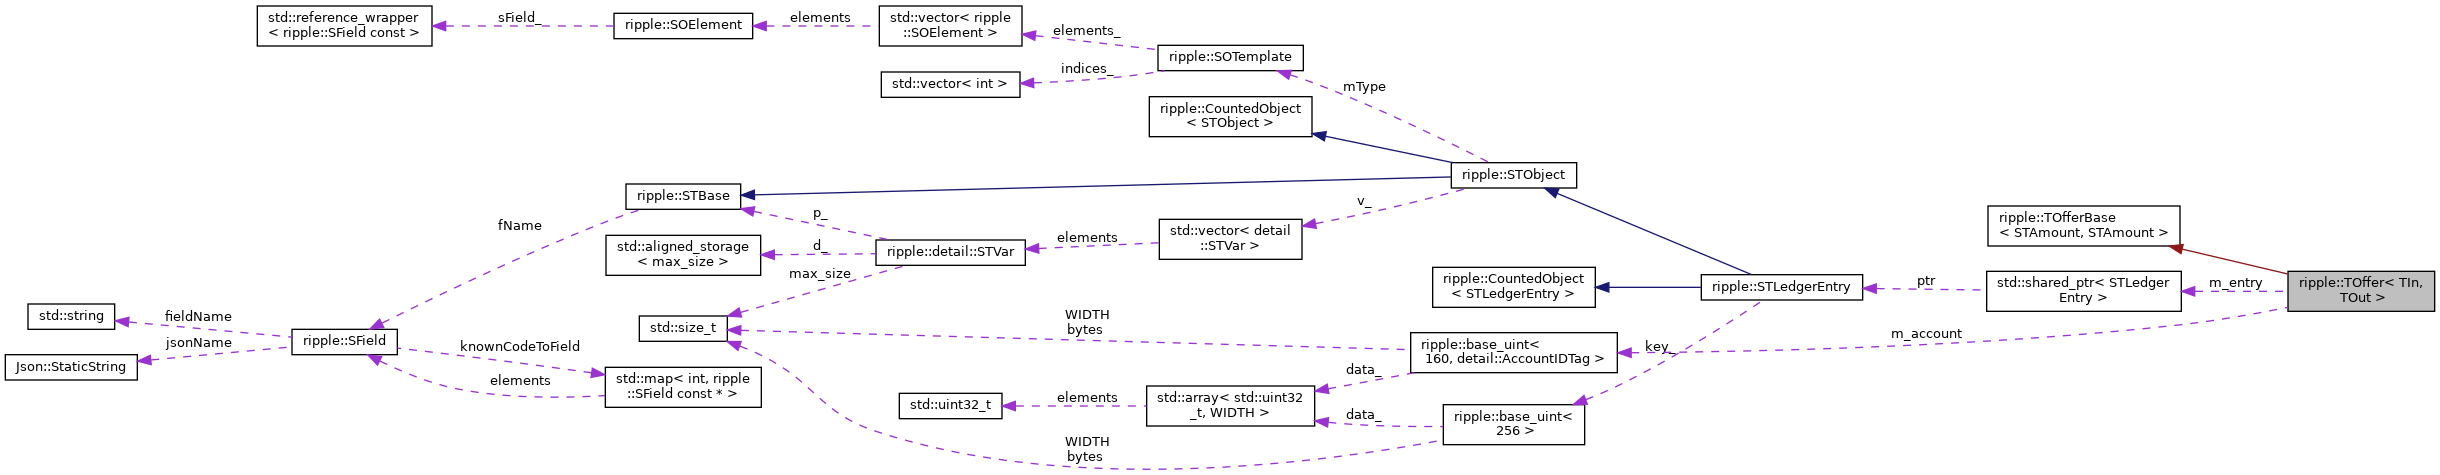 std::reference_wrapper
< ripple::SField const >
sField_
ripple::SOElement
elements
std::vector< ripple
::SOElement >
elements_
ripple::SOTemplate
indices_
std::vector< int >
mType
ripple::CountedObject
< STObject >
ripple::STObject
ripple::STBase
v_
p_
fName
std::vector< detail
::STVar >
elements
ripple::detail::STVar
std::aligned_storage
< max_size >
d_
max_size
ripple::TOfferBase
< STAmount, STAmount >
ripple::CountedObject
< STLedgerEntry >
ripple::STLedgerEntry
ptr
std::shared_ptr< STLedger
Entry >
m_entry
ripple::TOffer< TIn,
TOut >
std::string
fieldName
jsonName
Json::StaticString
ripple::SField
knownCodeToField
elements
std::map< int, ripple
::SField const * >
std::size_t
WIDTH
bytes
ripple::base_uint<
160, detail::AccountIDTag >
key_
m_account
data_
std::uint32_t
elements
std::array< std::uint32
_t, WIDTH >
data_
ripple::base_uint<
256 >
WIDTH
bytes